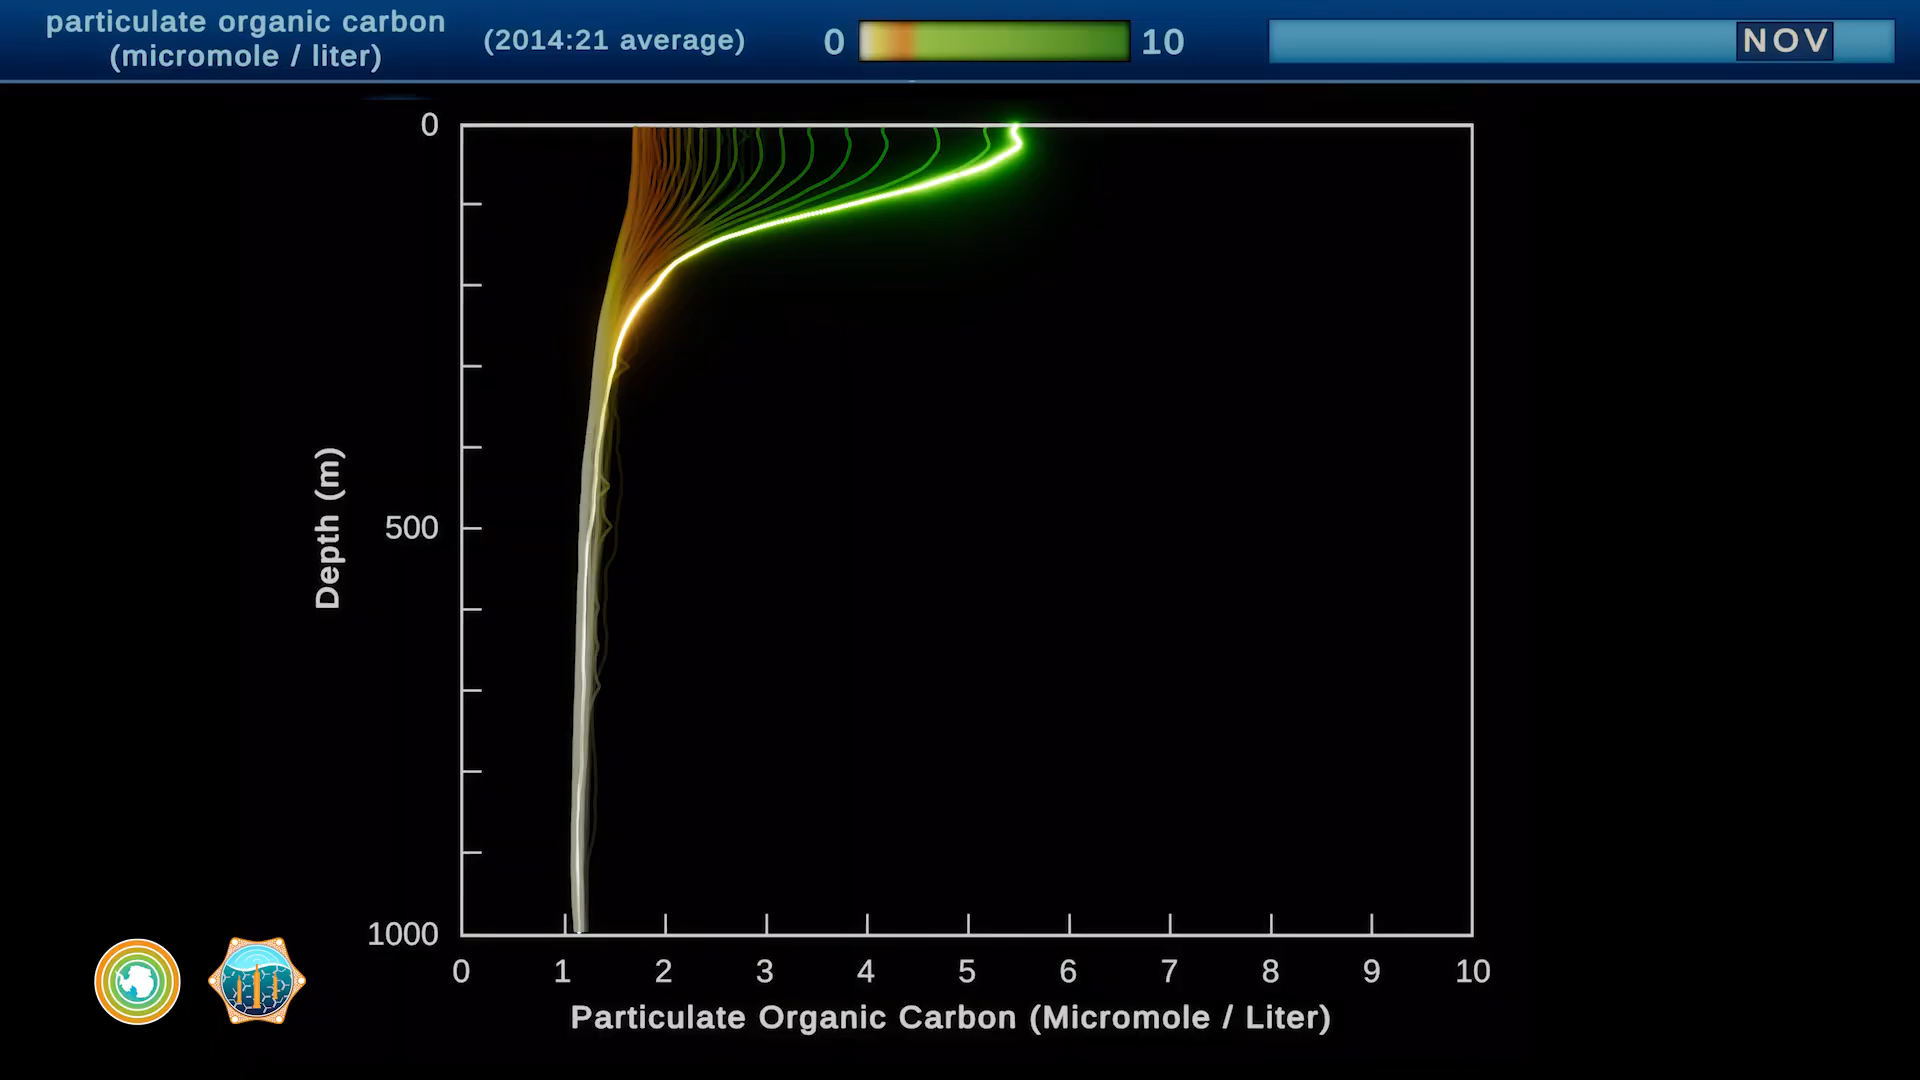 particulate organic carbon
(micromole / liter)
(2014:21 average)
0
10
NOV
0
500
1000
Depth (m)
0 1 2 3 4 5 6 7 8 9 10
Particulate Organic Carbon (Micromole / Liter)